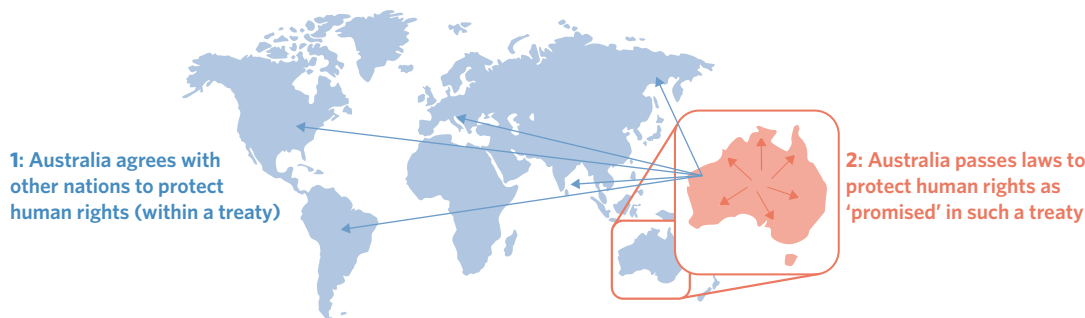 1: Australia agrees with
other nations to protect
human rights (within a treaty)
2: Australia passes laws to
protect human rights as
‘promised’ in such a treaty